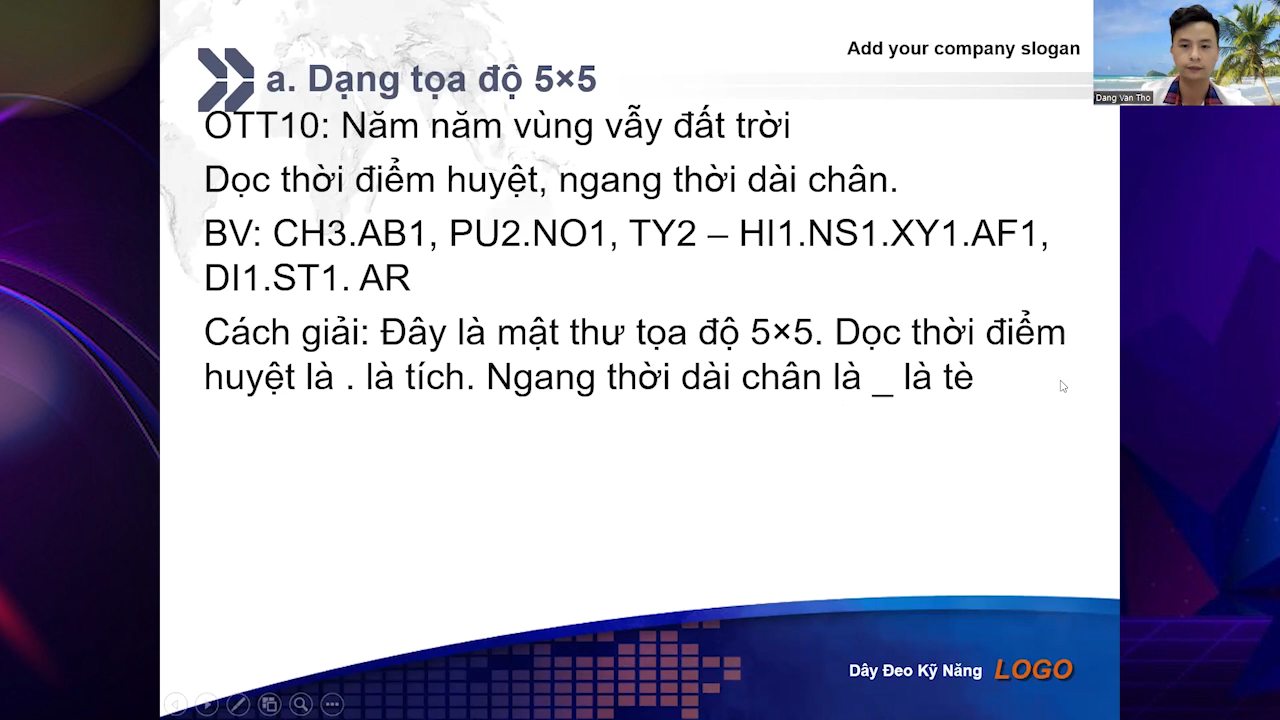 Add your company slogan
a. Dạng tọa độ 5×5
OTT10: Năm năm vùng vẫy đất trời
Dọc thời điểm huyệt, ngang thời dài chân.
BV: CH3.AB1, PU2.NO1, TY2 – HI1.NS1.XY1.AF1,
DI1.ST1. AR
Cách giải: Đây là mật thư tọa độ 5×5. Dọc thời điểm
huyệt là . là tích. Ngang thời dài chân là _ là tè
Dang Van Tho
Dây Đeo Kỹ Năng LOGO